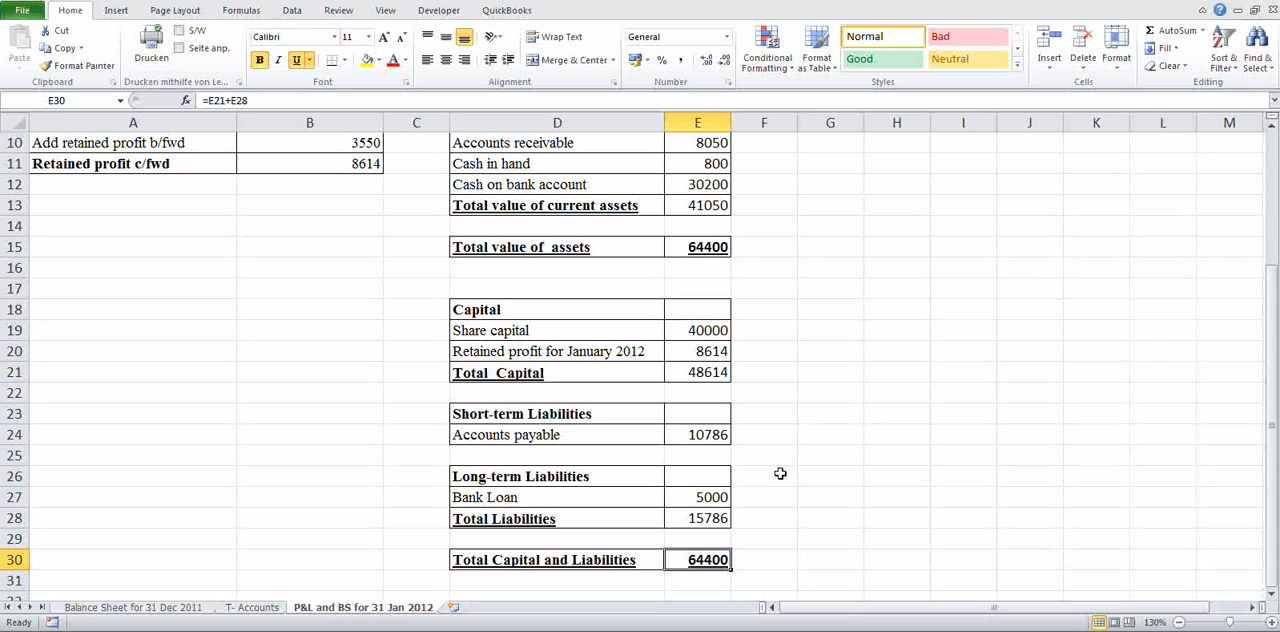 File Home Insert Page Layout Formulas Data Review View Developer QuickBooks
Paste Cut Copy Format Painter Clipboard
Drucken S/W Seite anp. Drucken mithilfe von Le...
Calibri 11 A A B I U A Font
Wrap Text Merge & Center Alignment
General % , Number
Conditional Formatting Format as Table Normal Bad Good Neutral Styles
Insert Delete Format Cells
Σ AutoSum Fill Clear Sort & Filter Find & Select Editing
E30 fx =E21+E28
A B C D E F G H I J K L M
10 Add retained profit b/fwd 3550 Accounts receivable 8050
11 Retained profit c/fwd 8614 Cash in hand 800
12 Cash on bank account 30200
13 Total value of current assets 41050
14
15 Total value of assets 64400
16
17
18 Capital
19 Share capital 40000
20 Retained profit for January 2012 8614
21 Total Capital 48614
22
23 Short-term Liabilities
24 Accounts payable 10786
25
26 Long-term Liabilities
27 Bank Loan 5000
28 Total Liabilities 15786
29
30 Total Capital and Liabilities 64400
31
Balance Sheet for 31 Dec 2011 T- Accounts P&L and BS for 31 Jan 2012
Ready 130%